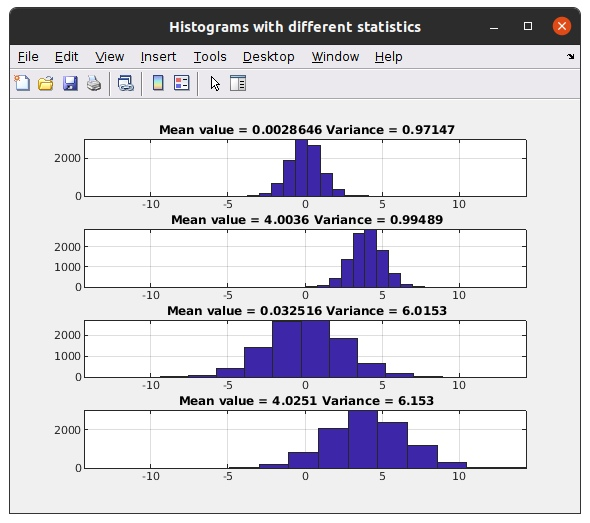 Histograms with different statistics
File Edit View Insert Tools Desktop Window Help
Mean value = 0.0028646 Variance = 0.97147
2000
0
-10 -5 0 5 10
Mean value = 4.0036 Variance = 0.99489
2000
1000
0
-10 -5 0 5 10
Mean value = 0.032516 Variance = 6.0153
2000
1000
0
-10 -5 0 5 10
Mean value = 4.0251 Variance = 6.153
2000
0
-10 -5 0 5 10